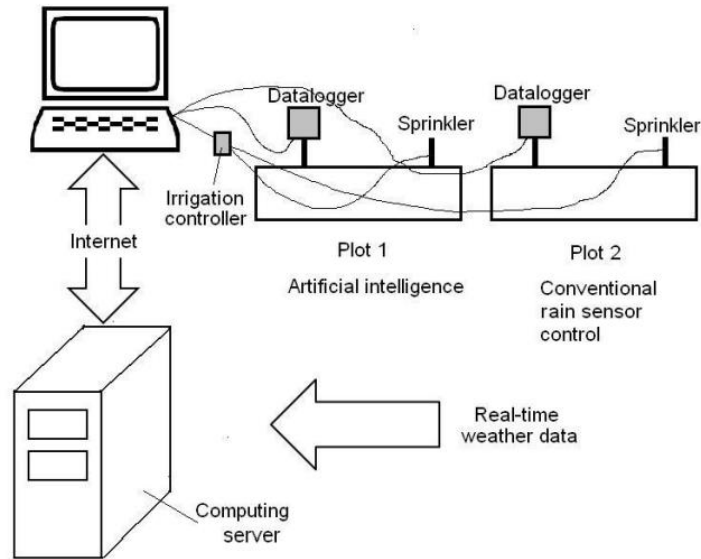 Datalogger
Datalogger
Sprinkler
Sprinkler
Irrigation
controller
Internet
Plot 1
Plot 2
Artificial intelligence
Conventional
rain sensor
control
Real-time
weather data
Computing
server